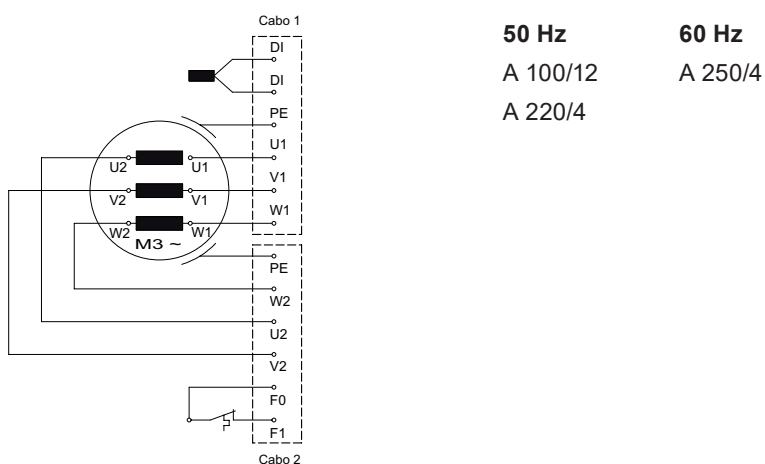 Cabo 1
DI
DI
PE
U1
V1
W1
U2 U1
V2 V1
W2 W1
M3 ~
PE
W2
U2
V2
F0
F1
Cabo 2
50 Hz 60 Hz
A 100/12 A 250/4
A 220/4